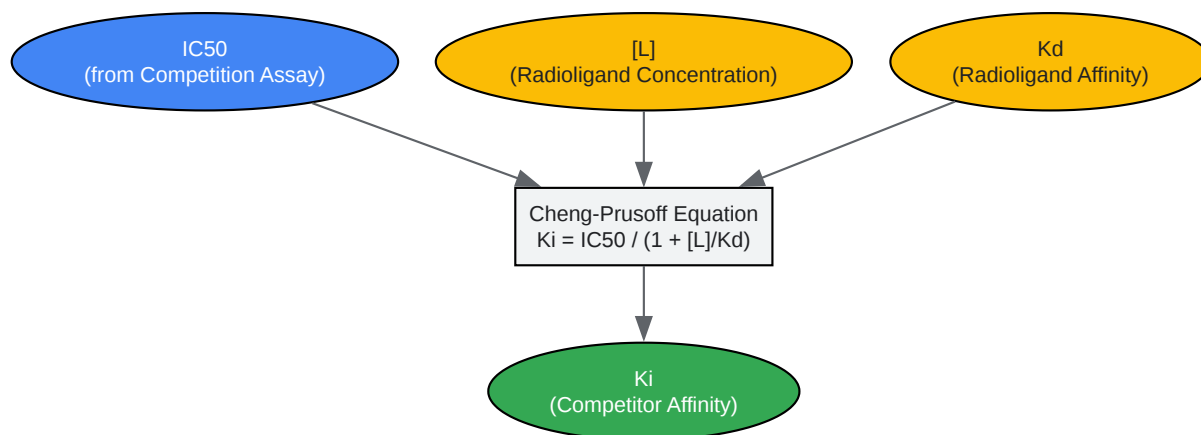 IC50
(from Competition Assay)
[L]
(Radioligand Concentration)
Kd
(Radioligand Affinity)
Cheng-Prusoff Equation
Ki = IC50 / (1 + [L]/Kd)
Ki
(Competitor Affinity)